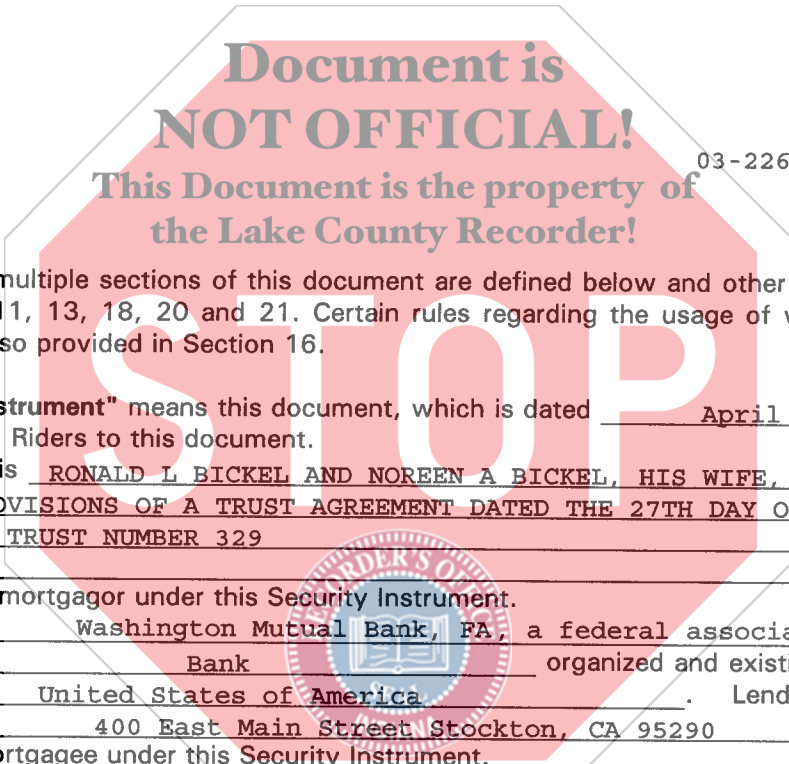 Document is
NOT OFFICIAL!
03-226
This Document is the property of
the Lake County Recorder!
multiple sections of this document are defined below and other
11, 13, 18, 20 and 21. Certain rules regarding the usage of
so provided in Section 16.
STOP
strument" means this document, which is dated April
Riders to this document.
is RONALD L BICKEL AND NOREEN A BICKEL, HIS WIFE,
OVISIONS OF A TRUST AGREEMENT DATED THE 27TH DAY O
TRUST NUMBER 329
mortgagor under this Security Instrument.
Washington Mutual Bank, FA, a federal associa
Bank organized and existi
United States of America. Lend
400 East Main Street Stockton, CA 95290
rtgagee under this Security Instrument.
SEAL
INDIANA